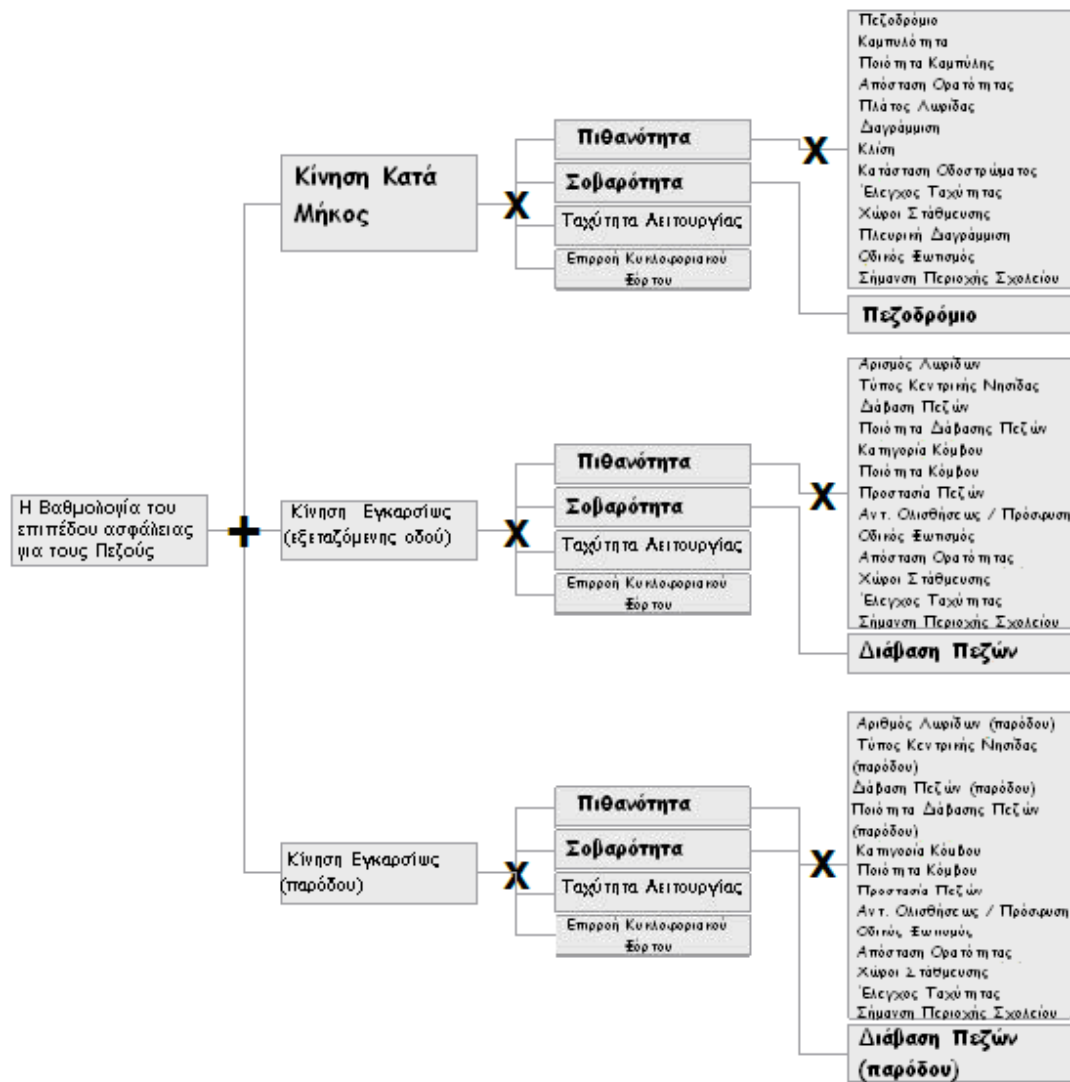 Η Βαθμολογία του
επιπέδου ασφάλειας
για τους Πεζούς
+
Κίνηση Κατά
Μήκος
X
Πιθανότητα
Σοβαρότητα
Ταχύτητα Λειτουργίας
Επιρροή Κυκλοφοριακού
Φόρτου
X
Πεζοδρόμιο
Καμπυλότητα
Ποιότητα Καμπύλης
Απόσταση Ορατότητας
Πλάτος Λωρίδας
Διαγράμμιση
Κλίση
Κατάσταση Οδοστρώματος
Έλεγχος Ταχύτητας
Χώροι Στάθμευσης
Πλευρική Διαγράμμιση
Οδικός Φωτισμός
Σήμανση Περιοχής Σχολείου
Πεζοδρόμιο
Κίνηση Εγκαρσίως
(εξεταζόμενης οδού)
X
Πιθανότητα
Σοβαρότητα
Ταχύτητα Λειτουργίας
Επιρροή Κυκλοφοριακού
Φόρτου
X
Αρισμός Λωρίδων
Τύπος Κεντρικής Νησίδας
Διάβαση Πεζών
Ποιότητα Διάβασης Πεζών
Κατηγορία Κόμβου
Ποιότητα Κόμβου
Προστασία Πεζών
Αντ. Ολισθήσεως / Πρόσφυση
Οδικός Φωτισμός
Απόσταση Ορατότητας
Χώροι Στάθμευσης
Έλεγχος Ταχύτητας
Σήμανση Περιοχής Σχολείου
Διάβαση Πεζών
Κίνηση Εγκαρσίως
(παρόδου)
X
Πιθανότητα
Σοβαρότητα
Ταχύτητα Λειτουργίας
Επιρροή Κυκλοφοριακού
Φόρτου
X
Αριθμός Λωρίδων (παρόδου)
Τύπος Κεντρικής Νησίδας
(παρόδου)
Διάβαση Πεζών (παρόδου)
Ποιότητα Διάβασης Πεζών
(παρόδου)
Κατηγορία Κόμβου
Ποιότητα Κόμβου
Προστασία Πεζών
Αντ. Ολισθήσεως / Πρόσφυση
Οδικός Φωτισμός
Απόσταση Ορατότητας
Χώροι Στάθμευσης
Έλεγχος Ταχύτητας
Σήμανση Περιοχής Σχολείου
Διάβαση Πεζών
(παρόδου)